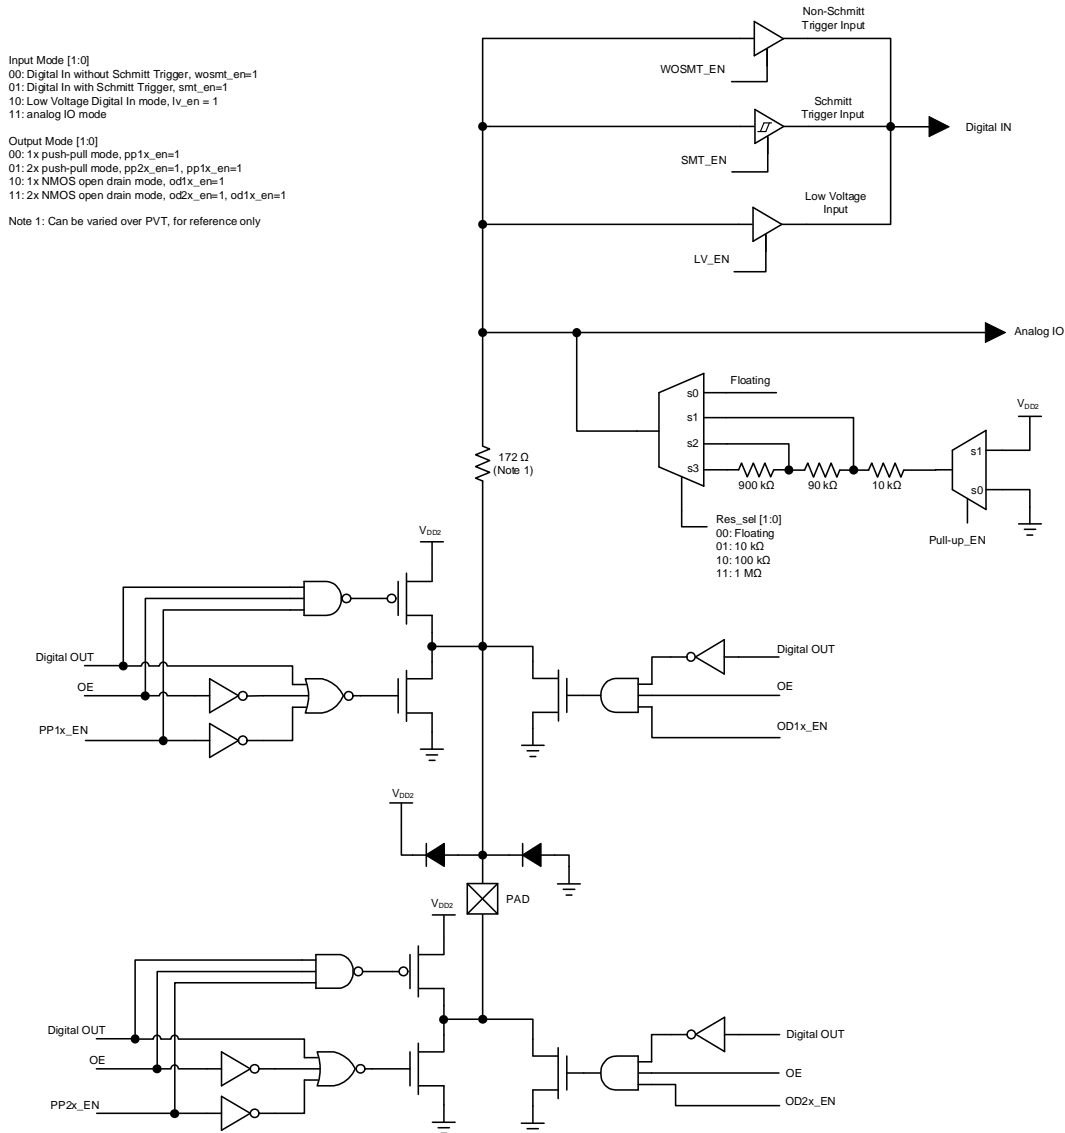 Non-Schmitt
Trigger Input
Input Mode [1:0]
00: Digital In without Schmitt Trigger, wosmt_en=1
01: Digital In with Schmitt Trigger, smt_en=1
10: Low Voltage Digital In mode, lv_en = 1
11: analog IO mode
Output Mode [1:0]
00: 1x push-pull mode, pp1x_en=1
01: 2x push-pull mode, pp2x_en=1, pp1x_en=1
10: 1x NMOS open drain mode, od1x_en=1
11: 2x NMOS open drain mode, od2x_en=1, od1x_en=1
Note 1: Can be varied over PVT, for reference only
WOSMT_EN
Schmitt
Trigger Input
Digital IN
SMT_EN
Low Voltage
Input
LV_EN
Analog IO
Floating
s0
s1
s2
s3
900 kΩ
90 kΩ
10 kΩ
VDD2
s1
s0
Pull-up_EN
172 Ω
(Note 1)
Res_sel [1:0]
00: Floating
01: 10 kΩ
10: 100 kΩ
11: 1 MΩ
VDD2
Digital OUT
OE
PP1x_EN
Digital OUT
OE
OD1x_EN
VDD2
PAD
VDD2
Digital OUT
OE
PP2x_EN
Digital OUT
OE
OD2x_EN